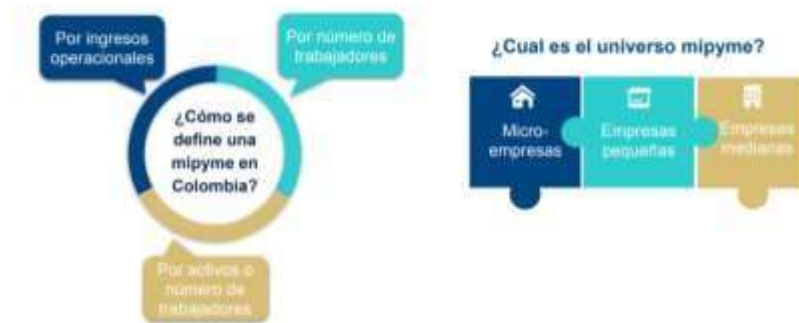 Por ingresos
operacionales
Por número de
trabajadores
¿Cómo se
define una
mipyme en
Colombia?
Por activos o
número de
trabajadores
¿Cual es el universo mipyme?
Micro-
empresas
Empresas
pequeñas
Empresas
medianas